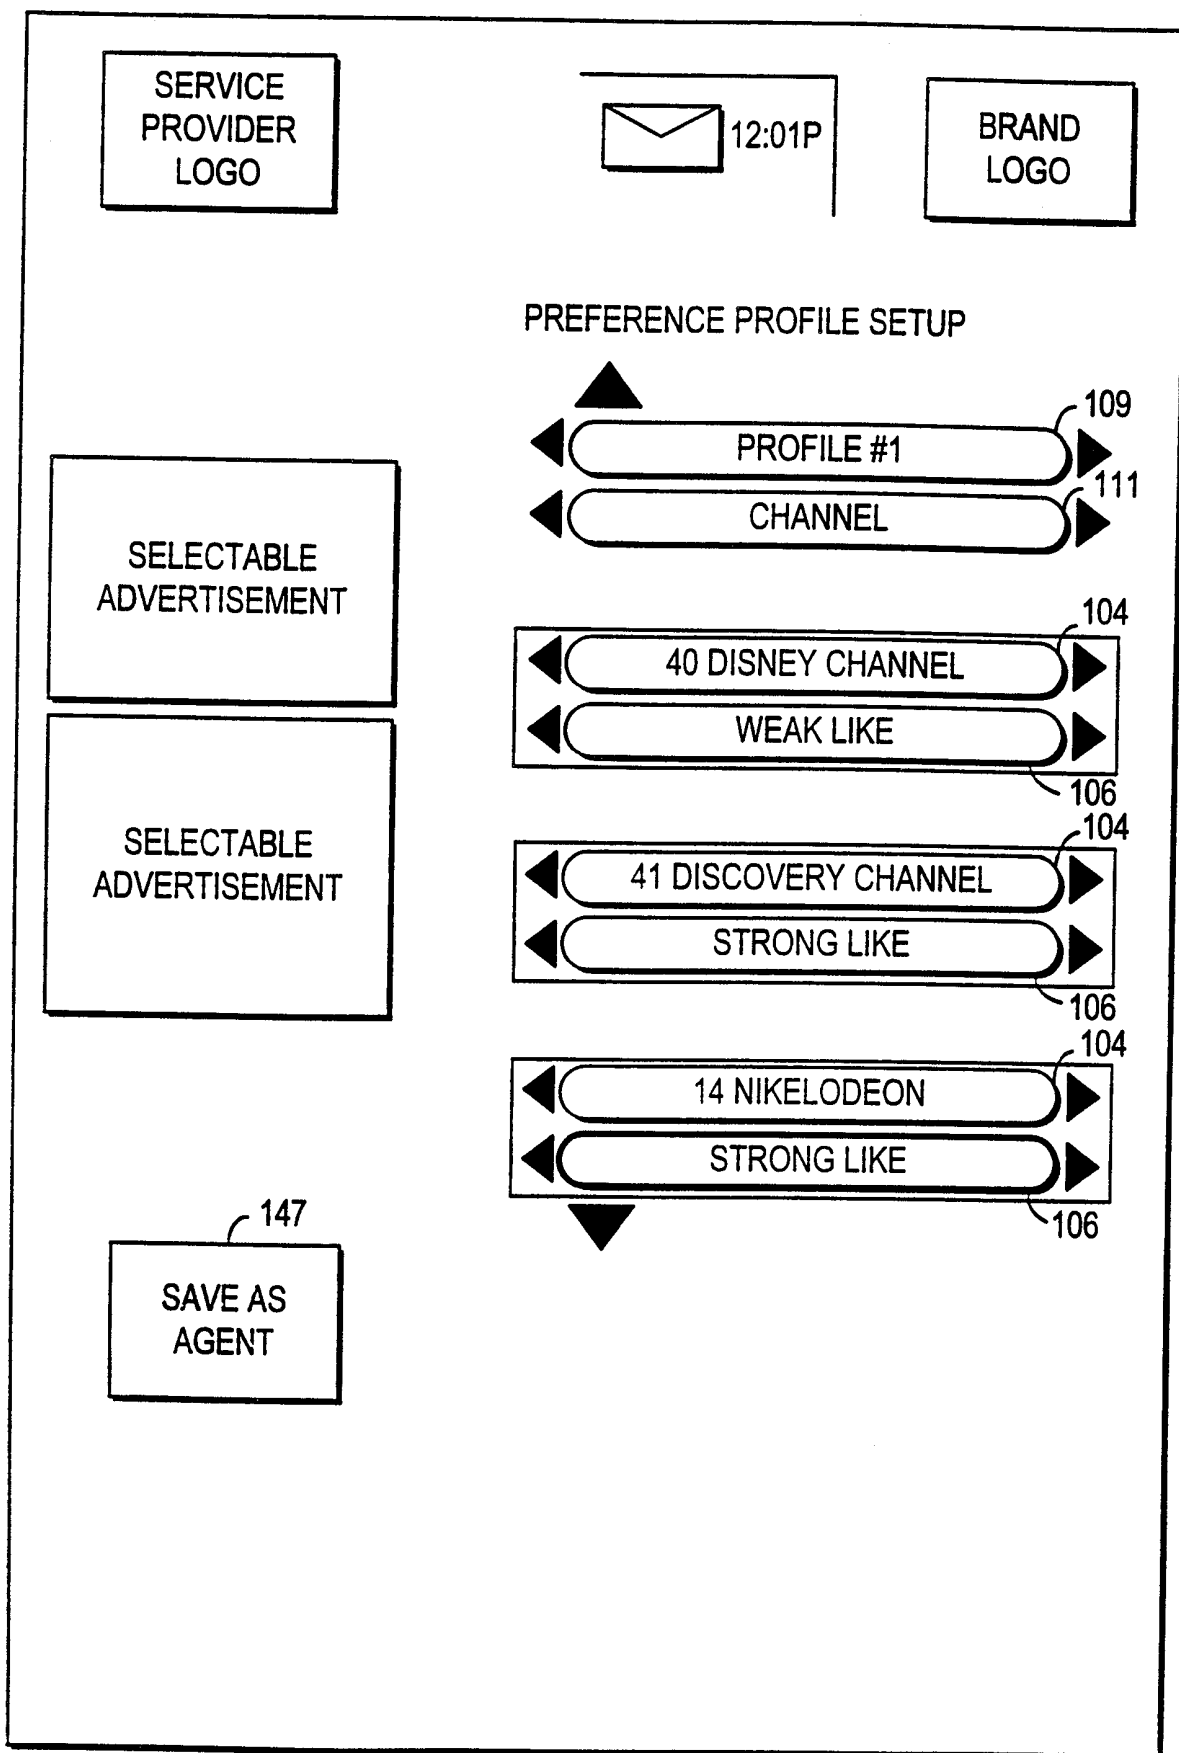 SERVICE
PROVIDER
LOGO
12:01P
BRAND
LOGO
PREFERENCE PROFILE SETUP
109
PROFILE #1
111
CHANNEL
SELECTABLE
ADVERTISEMENT
104
40 DISNEY CHANNEL
WEAK LIKE
106
SELECTABLE
ADVERTISEMENT
104
41 DISCOVERY CHANNEL
STRONG LIKE
106
104
14 NIKELODEON
STRONG LIKE
106
147
SAVE AS
AGENT